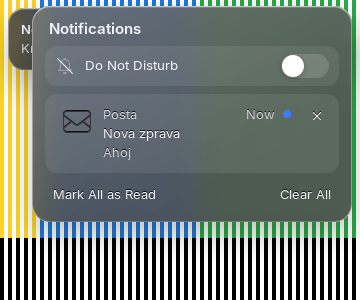 Notifications
Do Not Disturb
Posta
Now
Nova zprava
Ahoj
Mark All as Read
Clear All